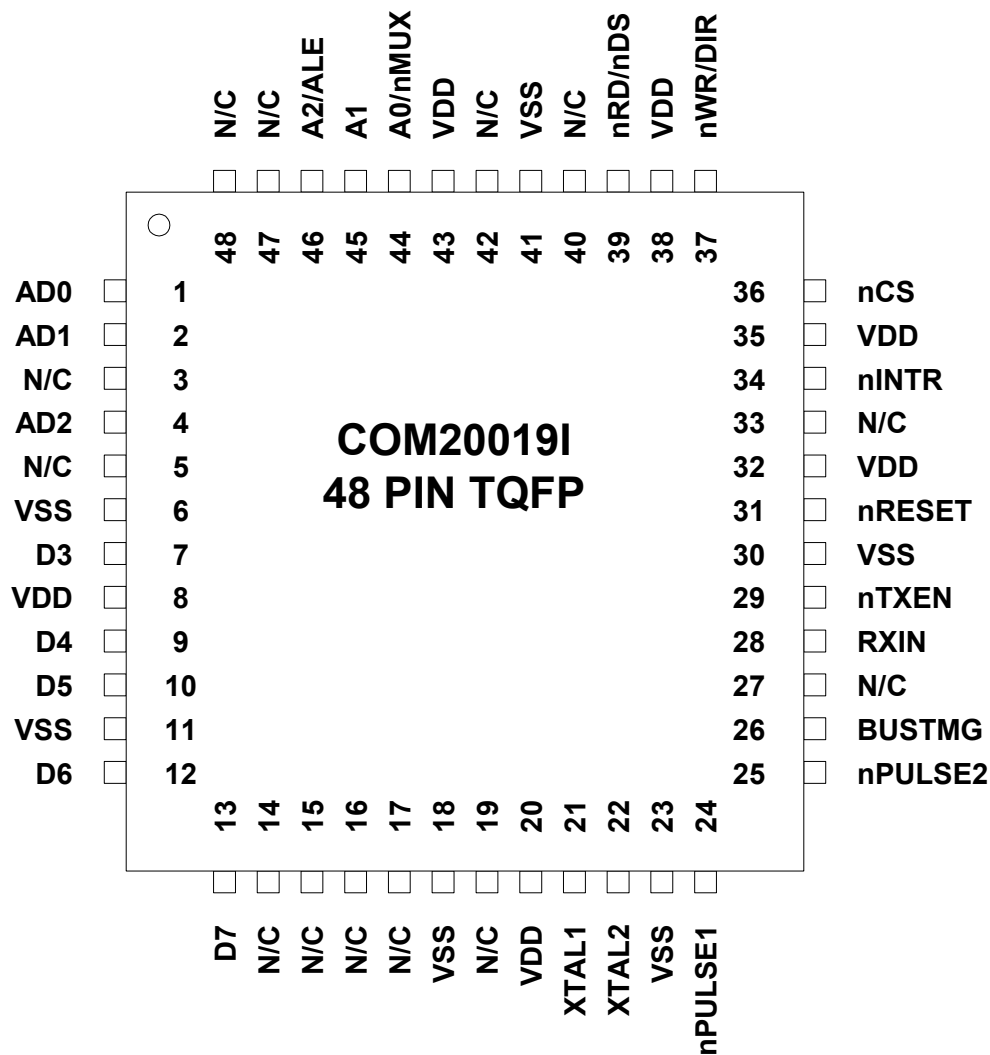 N/C
N/C
A2/ALE
A1
A0/nMUX
VDD
N/C
VSS
N/C
nRD/nDS
VDD
nWR/DIR
48
47
46
45
44
43
42
41
40
39
38
37
AD0 1
AD1 2
N/C 3
AD2 4
N/C 5
VSS 6
D3 7
VDD 8
D4 9
D5 10
VSS 11
D6 12
COM20019I
48 PIN TQFP
36 nCS
35 VDD
34 nINTR
33 N/C
32 VDD
31 nRESET
30 VSS
29 nTXEN
28 RXIN
27 N/C
26 BUSTMG
25 nPULSE2
13
14
15
16
17
18
19
20
21
22
23
24
D7
N/C
N/C
N/C
N/C
VSS
N/C
VDD
XTAL1
XTAL2
VSS
nPULSE1